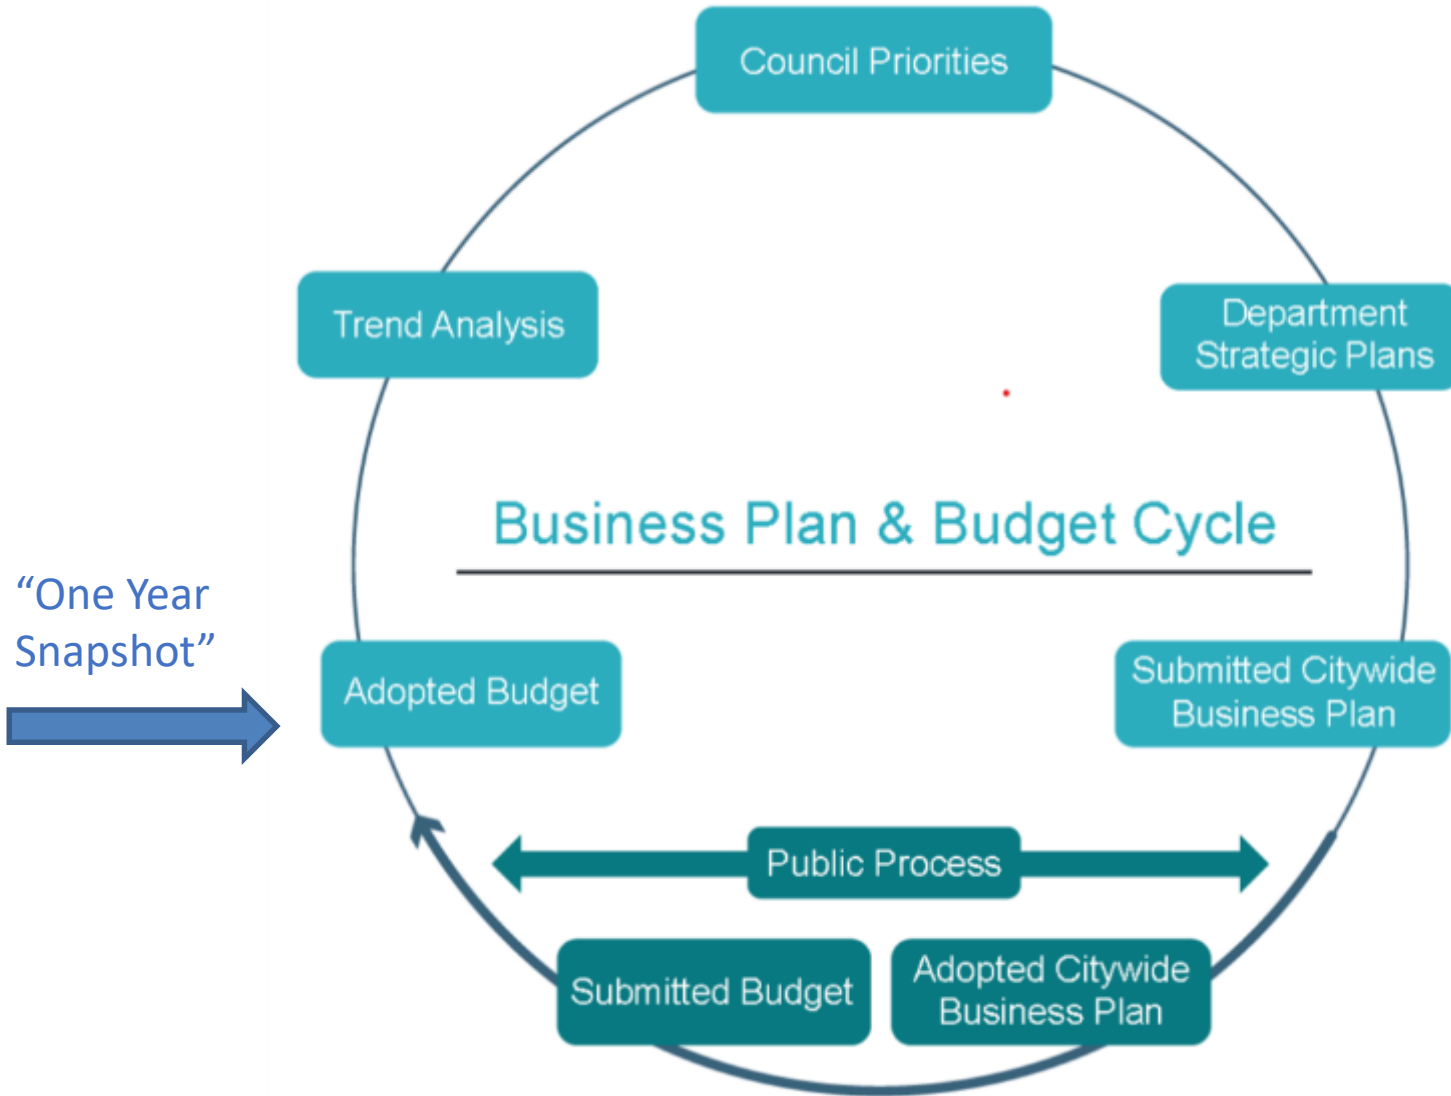 Council Priorities
Trend Analysis
Department
Strategic Plans
Business Plan & Budget Cycle
“One Year
Snapshot”
Adopted Budget
Submitted Citywide
Business Plan
Public Process
Submitted Budget
Adopted Citywide
Business Plan